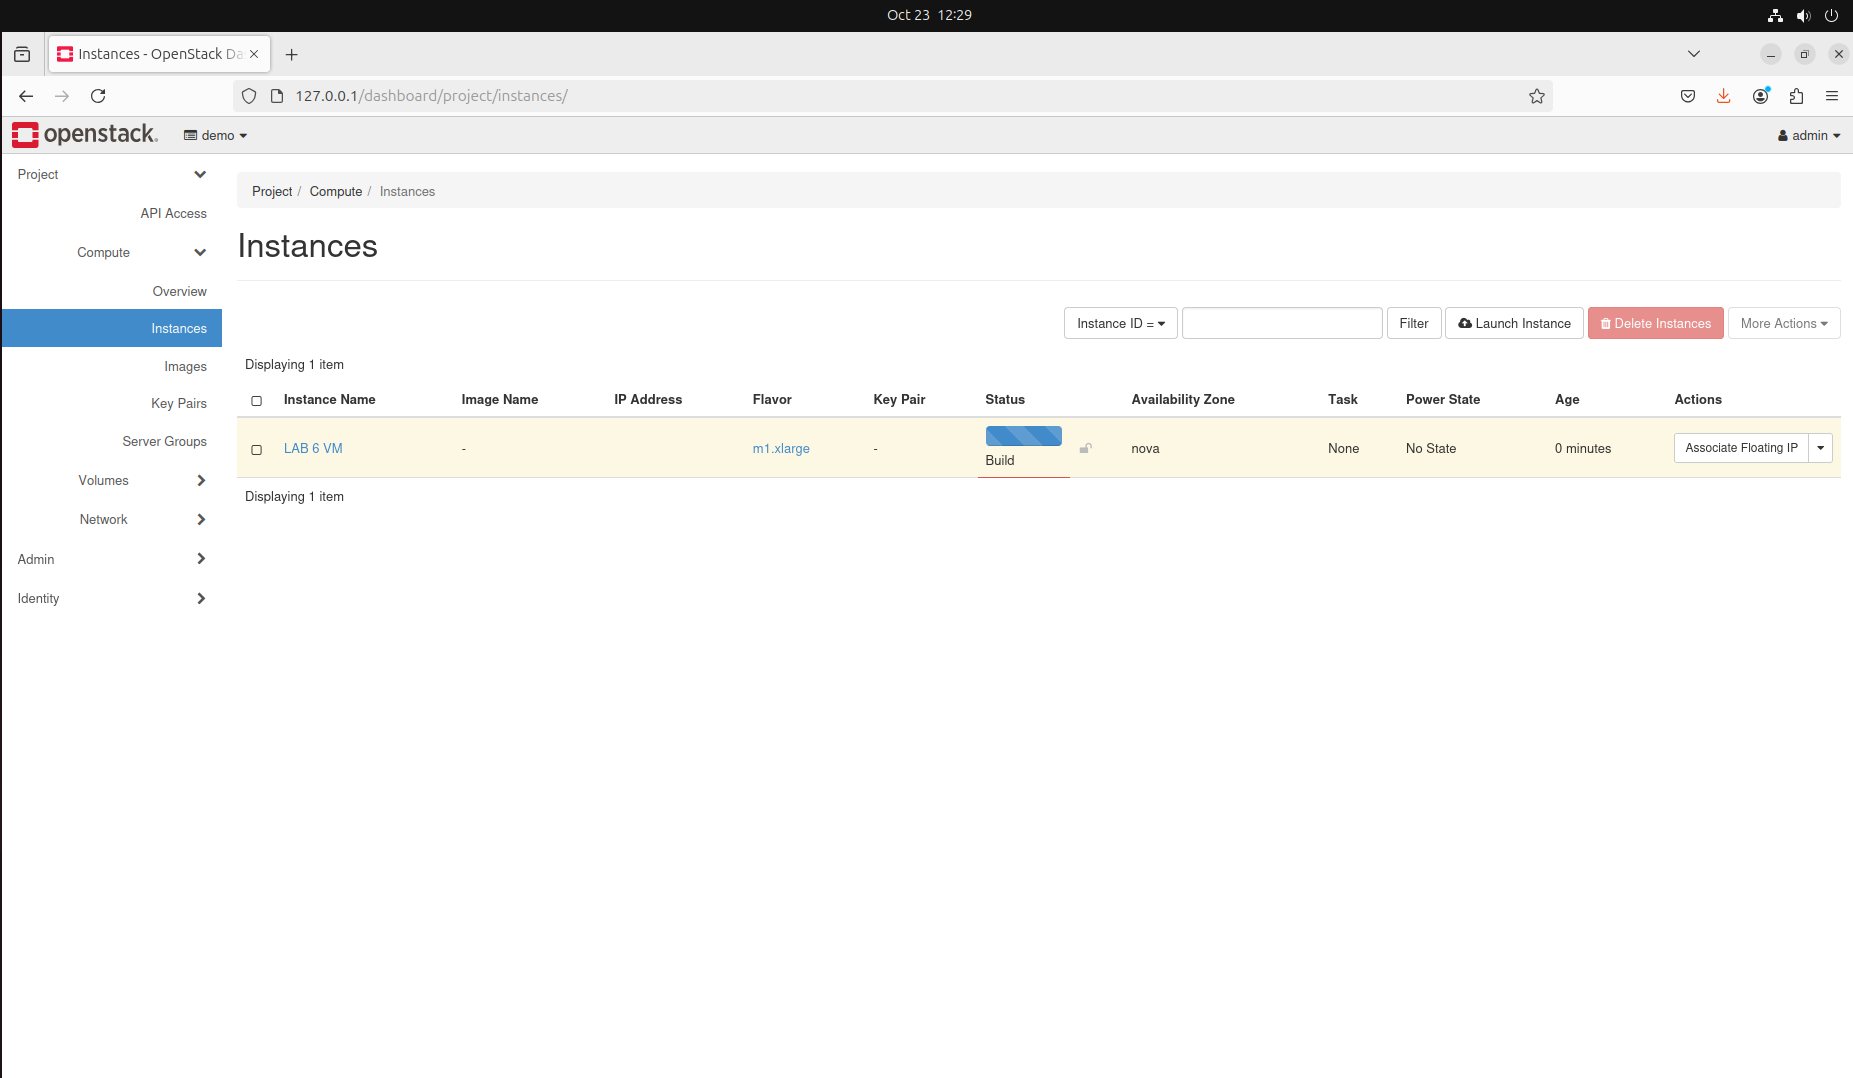 Oct 23 12:29
Instances - OpenStack Da
127.0.0.1/dashboard/project/instances/
openstack. demo admin
Project
API Access
Compute
Overview
Instances
Images
Key Pairs
Server Groups
Volumes
Network
Admin
Identity
Project / Compute / Instances
Instances
Instance ID = Filter Launch Instance Delete Instances More Actions
Displaying 1 item
Instance Name Image Name IP Address Flavor Key Pair Status Availability Zone Task Power State Age Actions
LAB 6 VM - m1.xlarge - Build nova None No State 0 minutes Associate Floating IP
Displaying 1 item